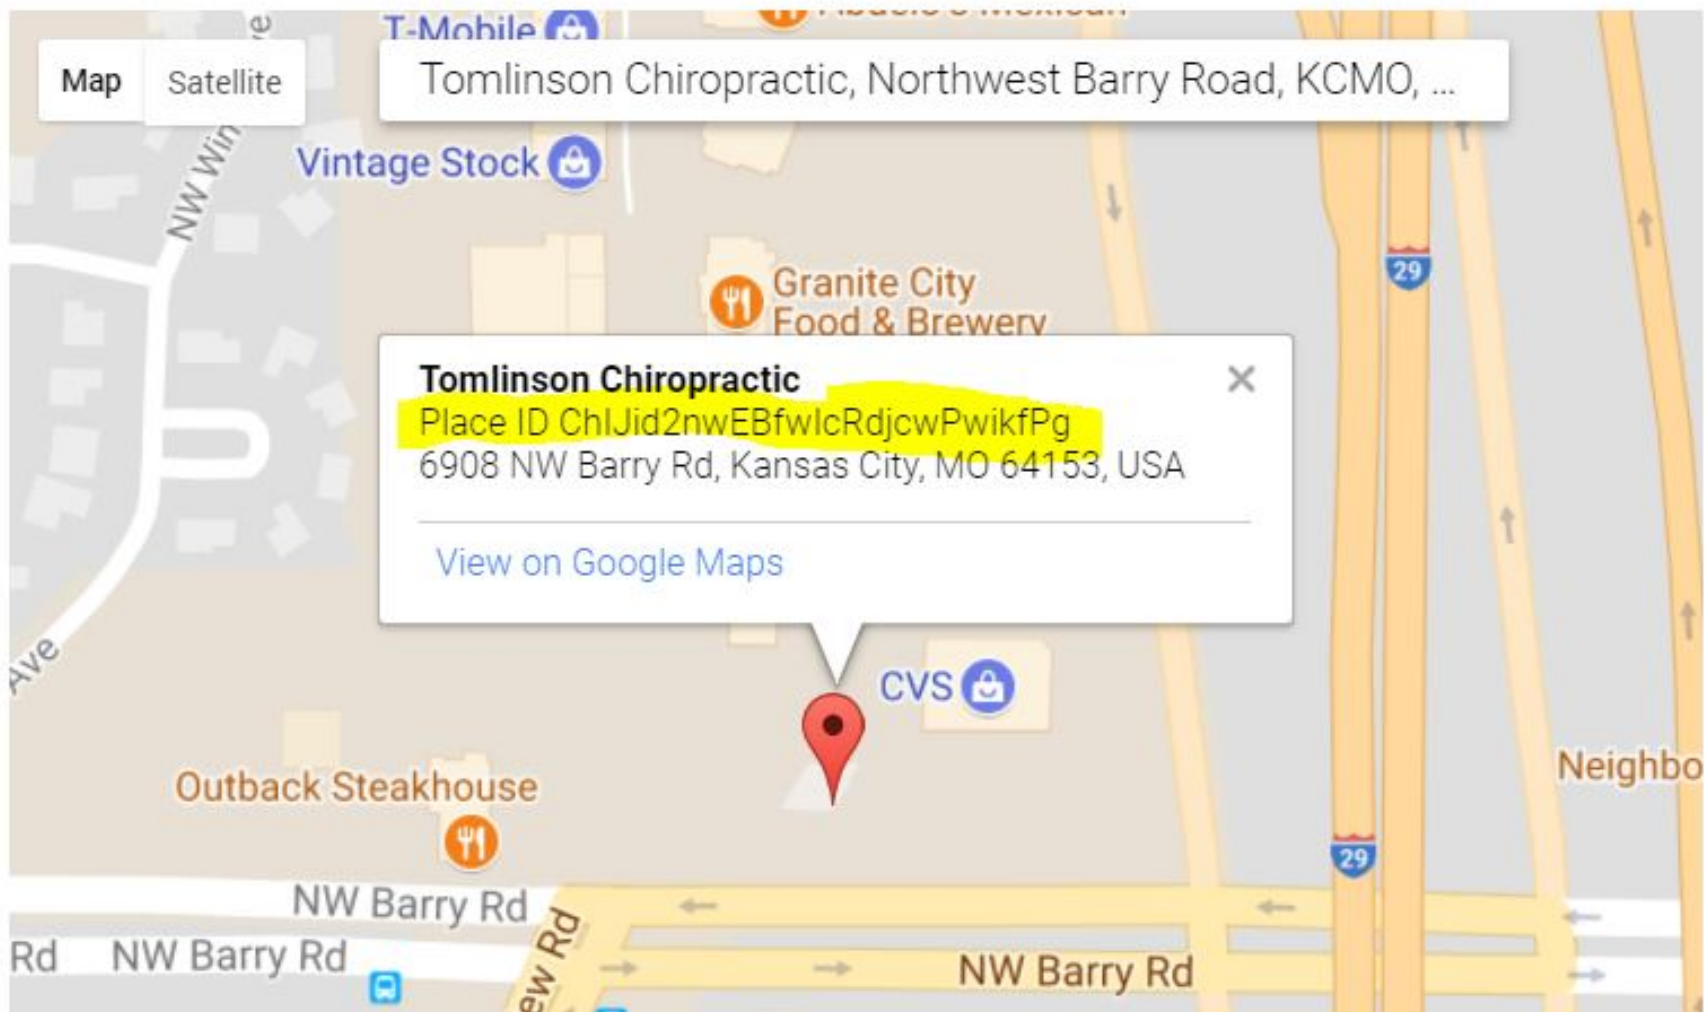 T-Mobile
Map
Satellite
Tomlinson Chiropractic, Northwest Barry Road, KCMO, ...
Vintage Stock
29
Granite City
Food & Brewery
Tomlinson Chiropractic
Place ID ChIJid2nwEBfwIcRdjcwPwikfPg
6908 NW Barry Rd, Kansas City, MO 64153, USA
View on Google Maps
Ave
CVS
Outback Steakhouse
Neighbo
29
NW Barry Rd
Rd
NW Barry Rd
ew Rd
NW Barry Rd